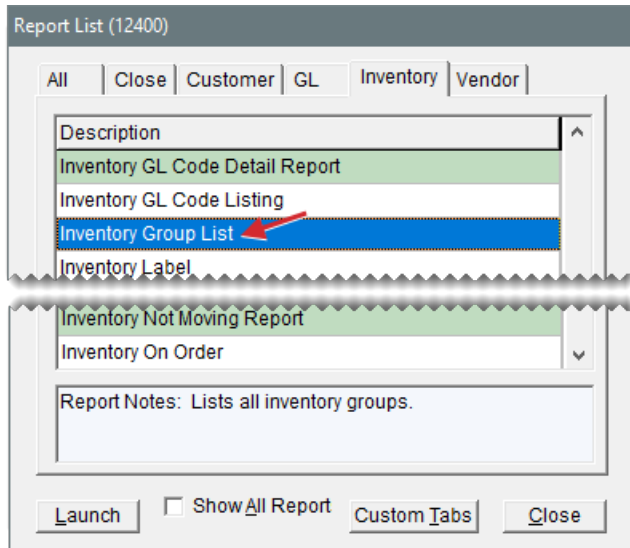 Report List (12400)
All Close Customer GL Inventory Vendor
Description
Inventory GL Code Detail Report
Inventory GL Code Listing
Inventory Group List
Inventory Label
Inventory Not Moving Report
Inventory On Order
Report Notes: Lists all inventory groups.
Launch Show All Report Custom Tabs Close